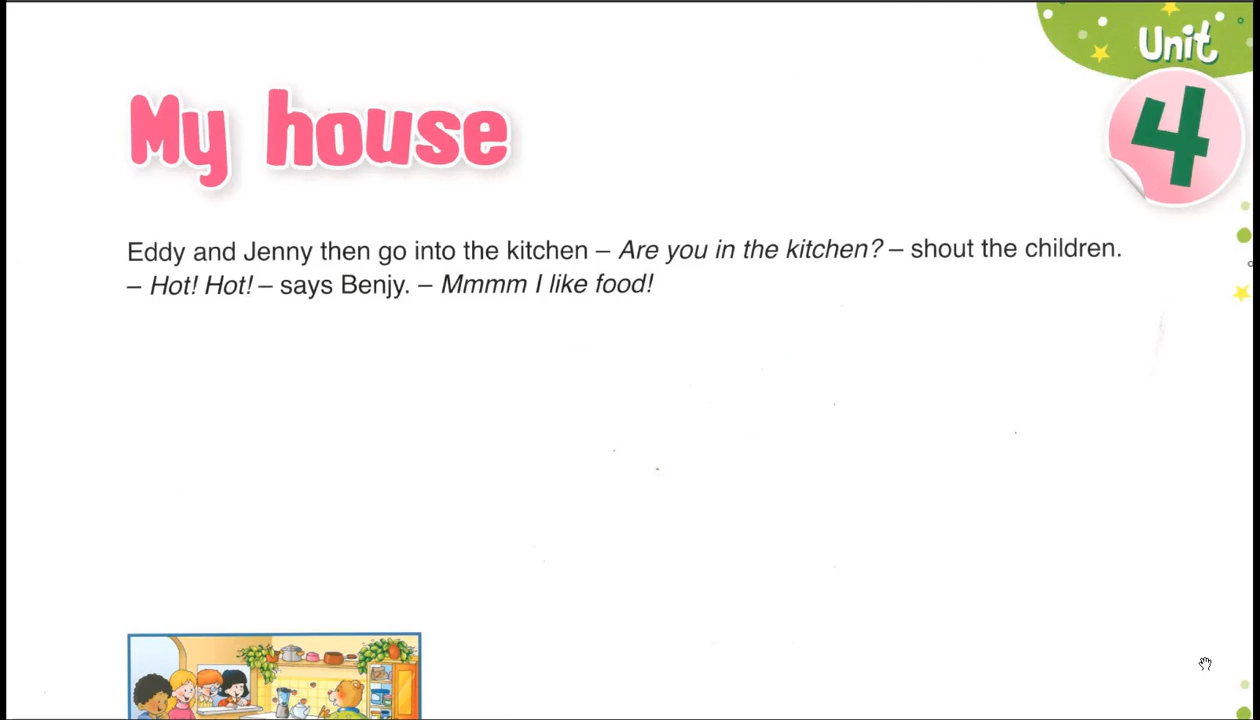 Unit
4
My house
Eddy and Jenny then go into the kitchen – Are you in the kitchen? – shout the children.
– Hot! Hot! – says Benjy. – Mmmm I like food!